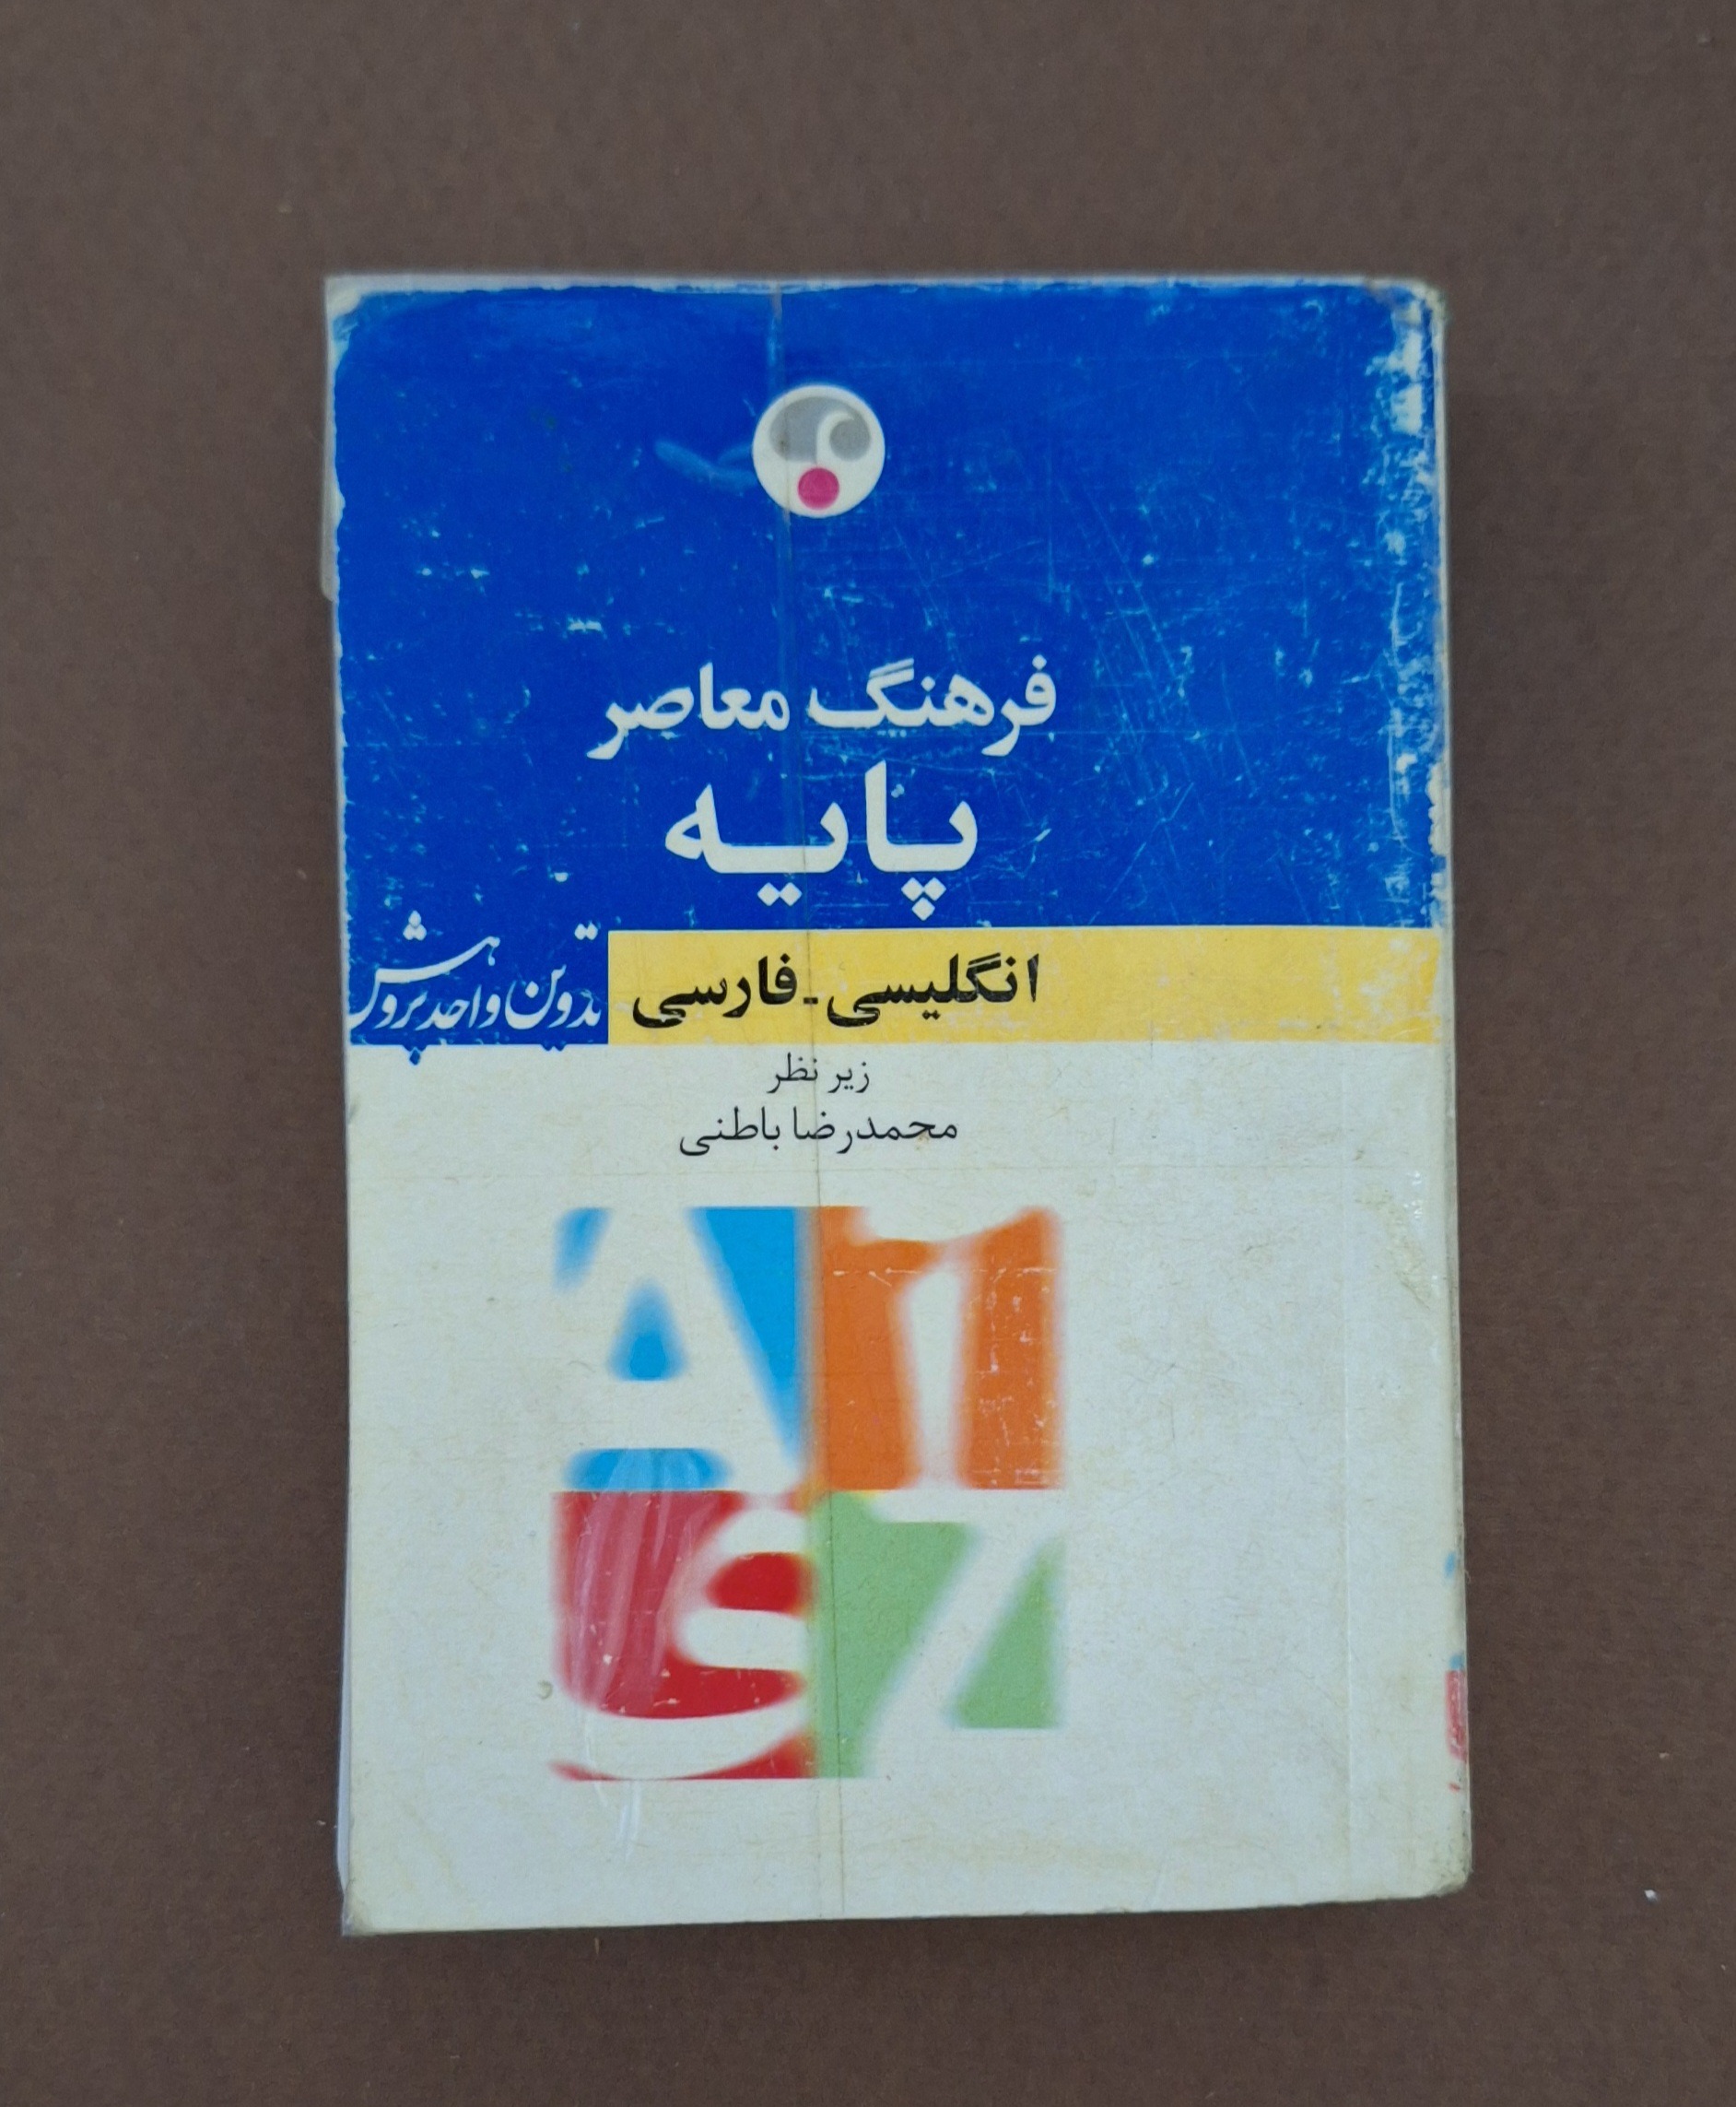 فرهنگ معاصر
پایه
انگلیسی-فارسی
تدوین واحد پژوهش
زیر نظر
محمدرضا باطنی
A n
s z